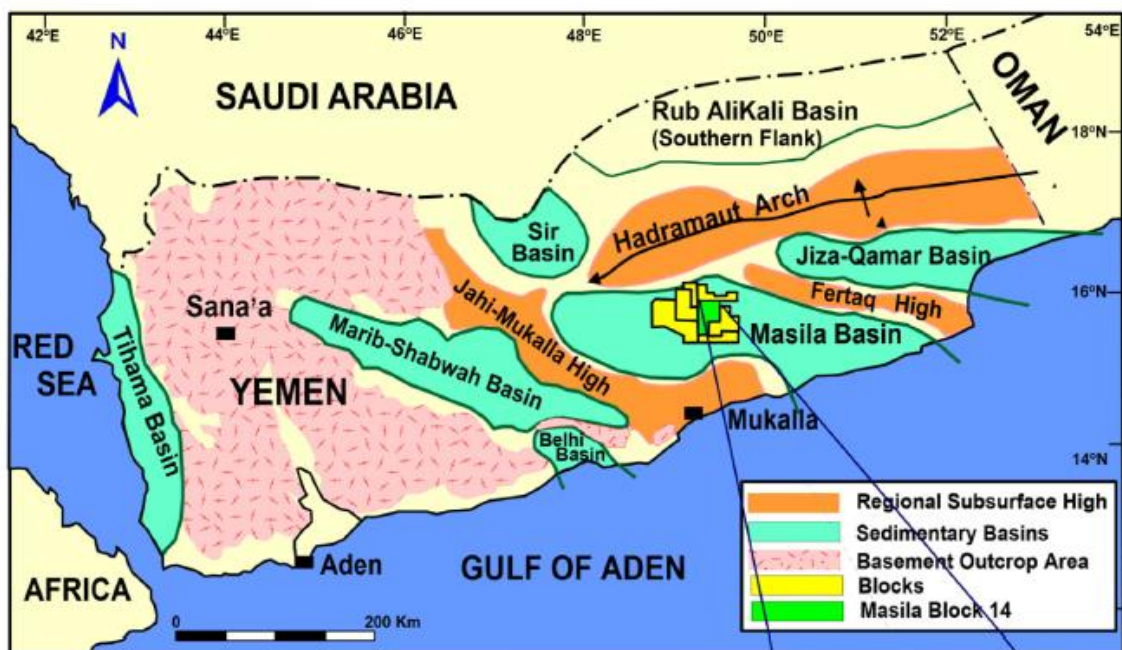 42°E
44°E
46°E
48°E
50°E
52°E
54°E
N
SAUDI ARABIA
OMAN
Rub AliKali Basin
(Southern Flank)
18°N
Hadramaut Arch
Sir
Basin
Jiza-Qamar Basin
Fertaq High
16°N
Jahi-Mukalla High
Masila Basin
Sana'a
Marib-Shabwah Basin
RED
SEA
Tihama Basin
YEMEN
Mukalla
Belhi
Basin
14°N
Aden
GULF OF ADEN
AFRICA
0
200 Km
Regional Subsurface High
Sedimentary Basins
Basement Outcrop Area
Blocks
Masila Block 14